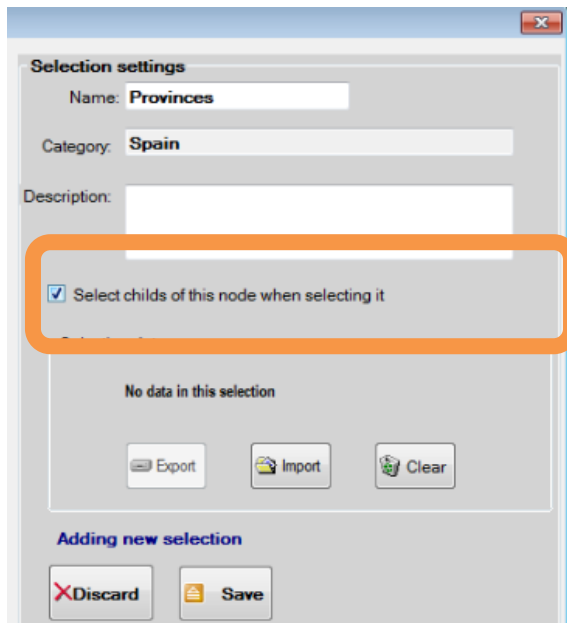 Selection settings
Name: Provinces
Category: Spain
Description:
Select childs of this node when selecting it
No data in this selection
Export Import Clear
Adding new selection
Discard Save